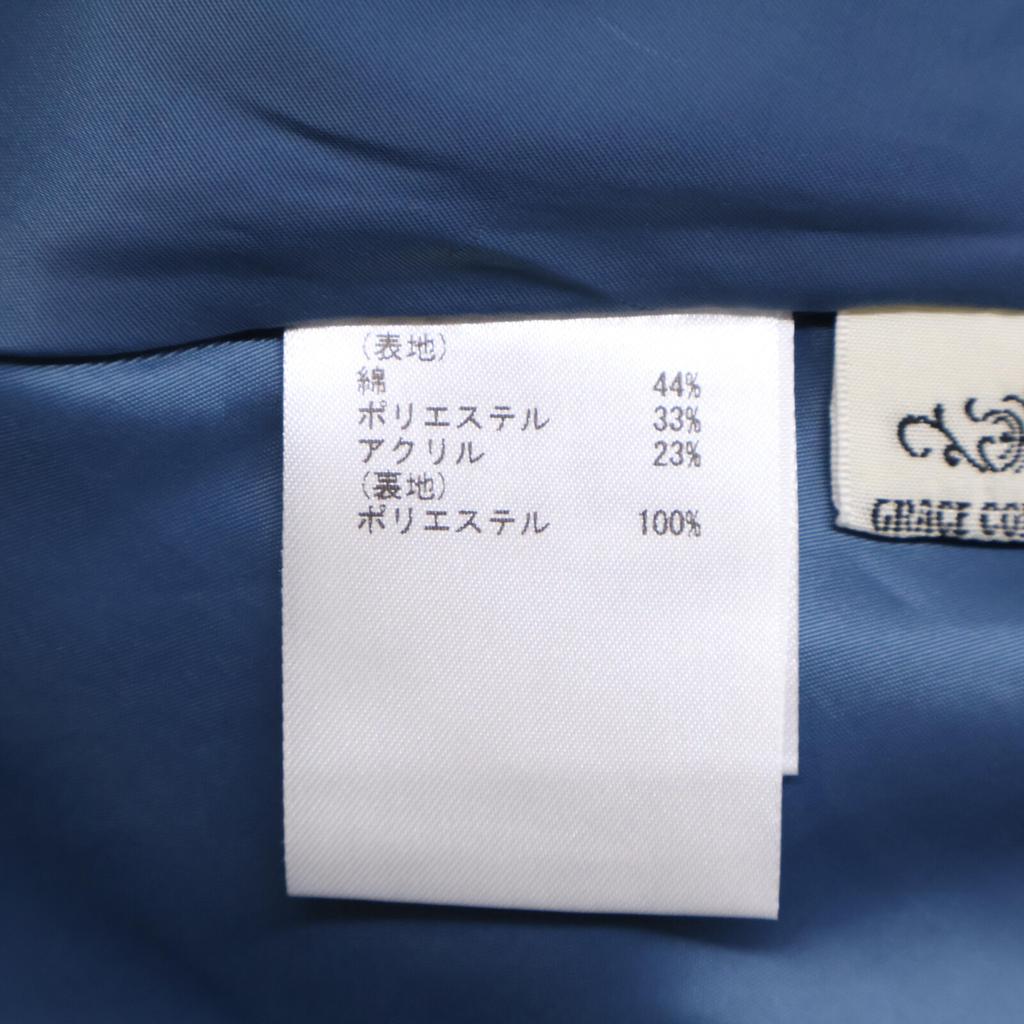 (表地)
綿 44%
ポリエステル 33%
アクリル 23%
(裏地)
ポリエステル 100%
GRACE